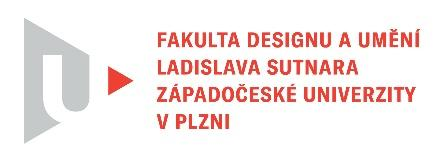 FAKULTA DESIGNU A UMĚNÍ
LADISLAVA SUTNARA
ZÁPADOČESKÉ UNIVERZITY
V PLZNI